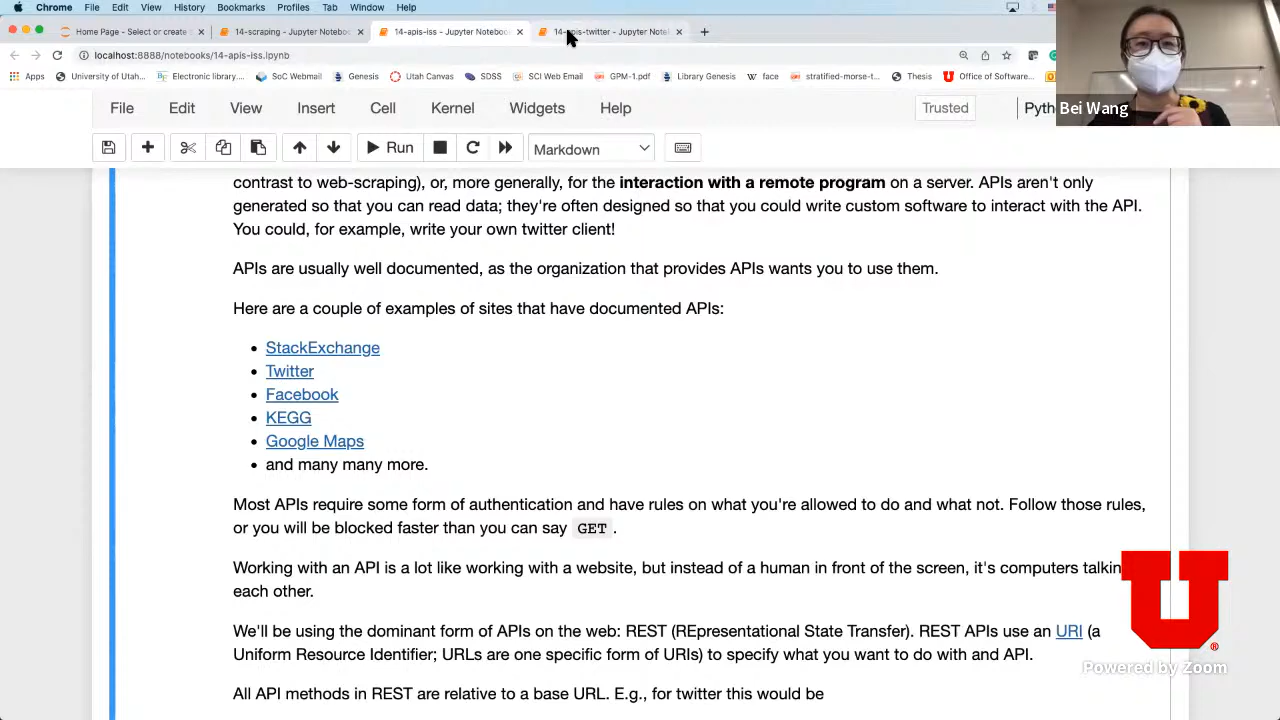 Chrome File Edit View History Bookmarks Profiles Tab Window Help
Home Page - Select or create 14-scraping - Jupyter Notebook 14-apis-iss - Jupyter Notebook 14-apis-twitter - Jupyter Note
localhost:8888/notebooks/14-apis-iss.ipynb
Apps University of Utah... Electronic library.... SoC Webmail Genesis Utah Canvas SDSS SCI Web Email GPM-1.pdf Library Genesis face stratified-morse-t... Thesis Office of Software...
File Edit View Insert Cell Kernel Widgets Help Trusted Pyth
Bei Wang
Run Markdown
contrast to web-scraping), or, more generally, for the interaction with a remote program on a server. APIs aren't only
generated so that you can read data; they're often designed so that you could write custom software to interact with the API.
You could, for example, write your own twitter client!
APIs are usually well documented, as the organization that provides APIs wants you to use them.
Here are a couple of examples of sites that have documented APIs:
• StackExchange
• Twitter
• Facebook
• KEGG
• Google Maps
• and many many more.
Most APIs require some form of authentication and have rules on what you're allowed to do and what not. Follow those rules,
or you will be blocked faster than you can say GET.
Working with an API is a lot like working with a website, but instead of a human in front of the screen, it's computers talkin
each other.
We'll be using the dominant form of APIs on the web: REST (REpresentational State Transfer). REST APIs use an URI (a
Uniform Resource Identifier; URLs are one specific form of URIs) to specify what you want to do with and API.
U®
Powered by Zoom
All API methods in REST are relative to a base URL. E.g., for twitter this would be